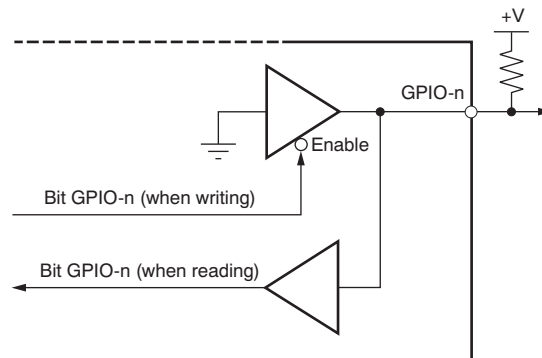 +V
GPIO-n
Enable
Bit GPIO-n (when writing)
Bit GPIO-n (when reading)